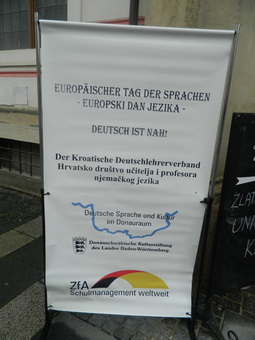 EUROPÄISCHER TAG DER SPRACHEN
- EUROPSKI DAN JEZIKA -
DEUTSCH IST NAH!
Der Kroatische Deutschlehrerverband
Hrvatsko društvo učitelja i profesora
njemačkog jezika
Deutsche Sprache und Kultur
im Donauraum
Donauschwäbische Kulturstiftung
des Landes Baden-Württemberg
ZfA
Schulmanagement weltweit
ZLAT